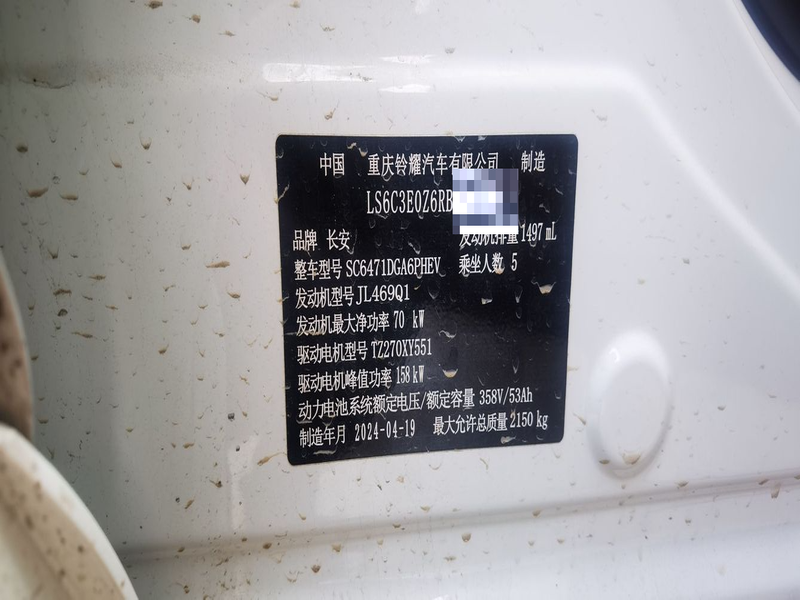 中国 重庆铃耀汽车有限公司 制造
LS6C3E0Z6RB
品牌 长安 发动机排量 1497 mL
整车型号 SC6471DGA6PHEV 乘坐人数 5
发动机型号 JL469Q1
发动机最大净功率 70 kW
驱动电机型号 TZ270XY551
驱动电机峰值功率 158 kW
动力电池系统额定电压/额定容量 358V/53Ah
制造年月 2024-04-19 最大允许总质量 2150 kg